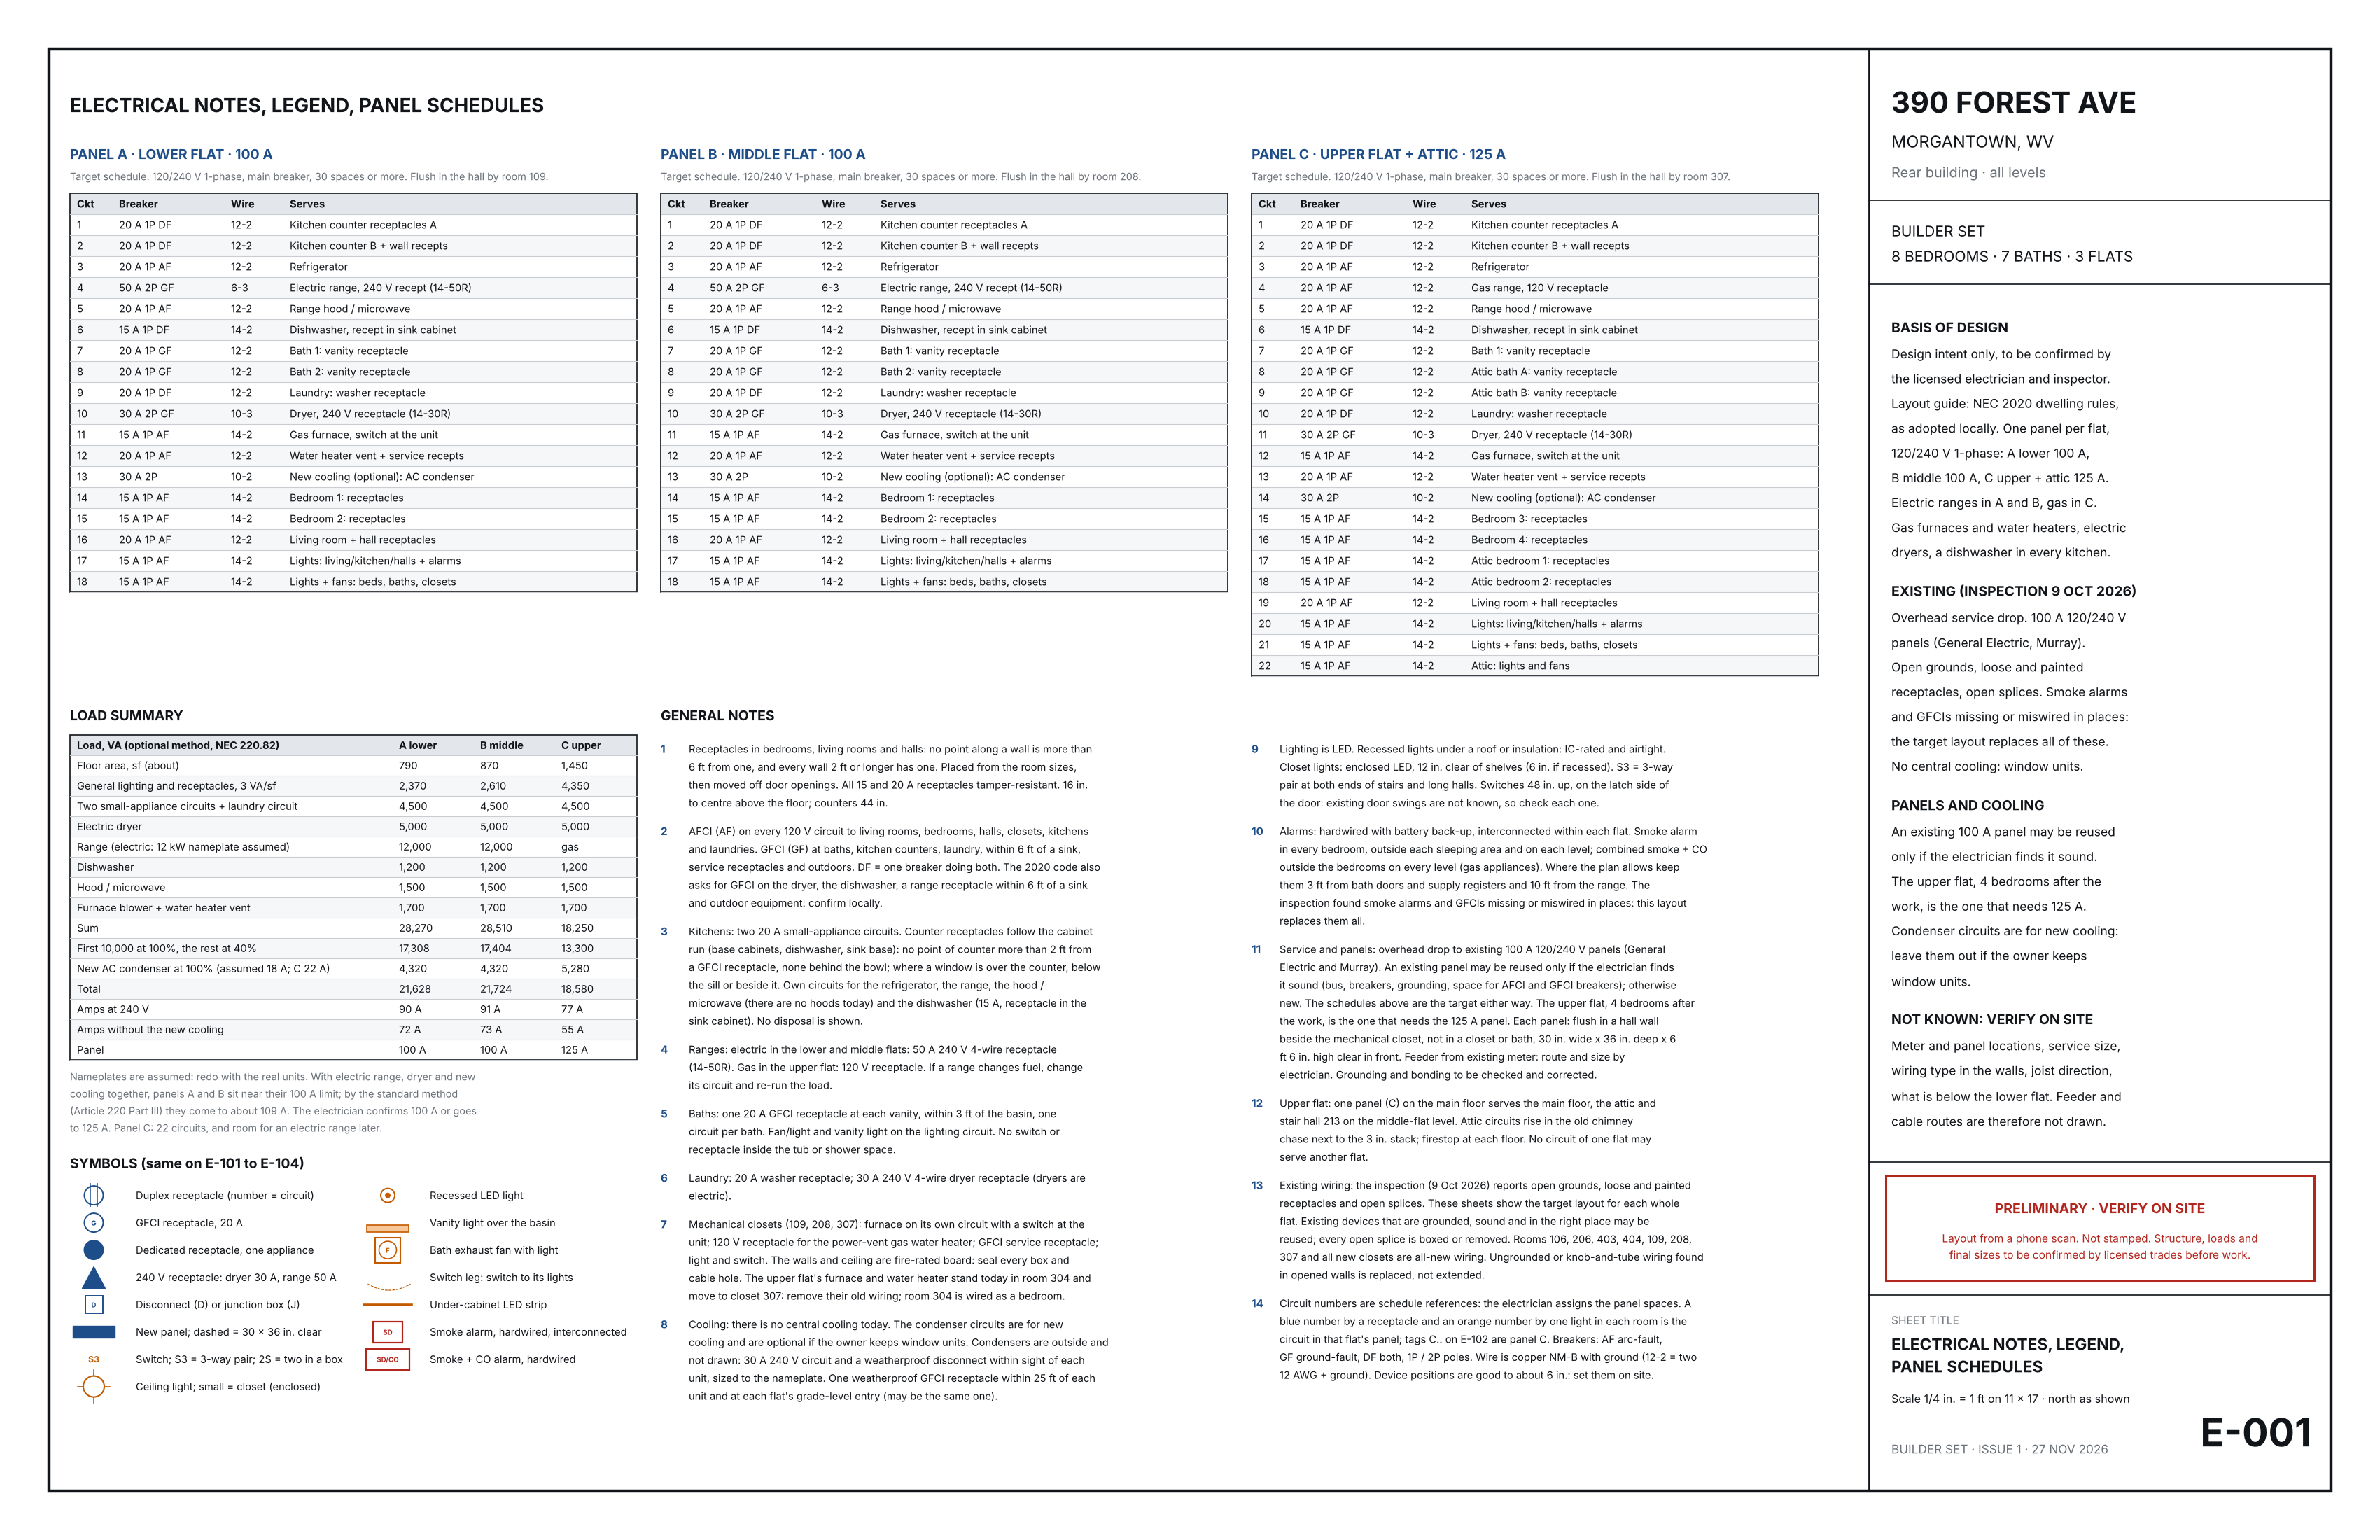 ELECTRICAL NOTES, LEGEND, PANEL SCHEDULES
PANEL A · LOWER FLAT · 100 A
Target schedule. 120/240 V 1-phase, main breaker, 30 spaces or more. Flush in the hall by room 109.
Ckt Breaker Wire Serves
1 20 A 1P DF 12-2 Kitchen counter receptacles A
2 20 A 1P DF 12-2 Kitchen counter B + wall recepts
3 20 A 1P AF 12-2 Refrigerator
4 50 A 2P GF 6-3 Electric range, 240 V recept (14-50R)
5 20 A 1P AF 12-2 Range hood / microwave
6 15 A 1P DF 14-2 Dishwasher, recept in sink cabinet
7 20 A 1P GF 12-2 Bath 1: vanity receptacle
8 20 A 1P GF 12-2 Bath 2: vanity receptacle
9 20 A 1P DF 12-2 Laundry: washer receptacle
10 30 A 2P GF 10-3 Dryer, 240 V receptacle (14-30R)
11 15 A 1P AF 14-2 Gas furnace, switch at the unit
12 20 A 1P AF 12-2 Water heater vent + service recepts
13 30 A 2P 10-2 New cooling (optional): AC condenser
14 15 A 1P AF 14-2 Bedroom 1: receptacles
15 15 A 1P AF 14-2 Bedroom 2: receptacles
16 20 A 1P AF 12-2 Living room + hall receptacles
17 15 A 1P AF 14-2 Lights: living/kitchen/halls + alarms
18 15 A 1P AF 14-2 Lights + fans: beds, baths, closets
PANEL B · MIDDLE FLAT · 100 A
Target schedule. 120/240 V 1-phase, main breaker, 30 spaces or more. Flush in the hall by room 208.
Ckt Breaker Wire Serves
1 20 A 1P DF 12-2 Kitchen counter receptacles A
2 20 A 1P DF 12-2 Kitchen counter B + wall recepts
3 20 A 1P AF 12-2 Refrigerator
4 50 A 2P GF 6-3 Electric range, 240 V recept (14-50R)
5 20 A 1P AF 12-2 Range hood / microwave
6 15 A 1P DF 14-2 Dishwasher, recept in sink cabinet
7 20 A 1P GF 12-2 Bath 1: vanity receptacle
8 20 A 1P GF 12-2 Bath 2: vanity receptacle
9 20 A 1P DF 12-2 Laundry: washer receptacle
10 30 A 2P GF 10-3 Dryer, 240 V receptacle (14-30R)
11 15 A 1P AF 14-2 Gas furnace, switch at the unit
12 20 A 1P AF 12-2 Water heater vent + service recepts
13 30 A 2P 10-2 New cooling (optional): AC condenser
14 15 A 1P AF 14-2 Bedroom 1: receptacles
15 15 A 1P AF 14-2 Bedroom 2: receptacles
16 20 A 1P AF 12-2 Living room + hall receptacles
17 15 A 1P AF 14-2 Lights: living/kitchen/halls + alarms
18 15 A 1P AF 14-2 Lights + fans: beds, baths, closets
PANEL C · UPPER FLAT + ATTIC · 125 A
Target schedule. 120/240 V 1-phase, main breaker, 30 spaces or more. Flush in the hall by room 307.
Ckt Breaker Wire Serves
1 20 A 1P DF 12-2 Kitchen counter receptacles A
2 20 A 1P DF 12-2 Kitchen counter B + wall recepts
3 20 A 1P AF 12-2 Refrigerator
4 20 A 1P AF 12-2 Gas range, 120 V receptacle
5 20 A 1P AF 12-2 Range hood / microwave
6 15 A 1P DF 14-2 Dishwasher, recept in sink cabinet
7 20 A 1P GF 12-2 Bath 1: vanity receptacle
8 20 A 1P GF 12-2 Attic bath A: vanity receptacle
9 20 A 1P GF 12-2 Attic bath B: vanity receptacle
10 20 A 1P DF 12-2 Laundry: washer receptacle
11 30 A 2P GF 10-3 Dryer, 240 V receptacle (14-30R)
12 15 A 1P AF 14-2 Gas furnace, switch at the unit
13 20 A 1P AF 12-2 Water heater vent + service recepts
14 30 A 2P 10-2 New cooling (optional): AC condenser
15 15 A 1P AF 14-2 Bedroom 3: receptacles
16 15 A 1P AF 14-2 Bedroom 4: receptacles
17 15 A 1P AF 14-2 Attic bedroom 1: receptacles
18 15 A 1P AF 14-2 Attic bedroom 2: receptacles
19 20 A 1P AF 12-2 Living room + hall receptacles
20 15 A 1P AF 14-2 Lights: living/kitchen/halls + alarms
21 15 A 1P AF 14-2 Lights + fans: beds, baths, closets
22 15 A 1P AF 14-2 Attic: lights and fans
LOAD SUMMARY
Load, VA (optional method, NEC 220.82) A lower B middle C upper
Floor area, sf (about) 790 870 1,450
General lighting and receptacles, 3 VA/sf 2,370 2,610 4,350
Two small-appliance circuits + laundry circuit 4,500 4,500 4,500
Electric dryer 5,000 5,000 5,000
Range (electric: 12 kW nameplate assumed) 12,000 12,000 gas
Dishwasher 1,200 1,200 1,200
Hood / microwave 1,500 1,500 1,500
Furnace blower + water heater vent 1,700 1,700 1,700
Sum 28,270 28,510 18,250
First 10,000 at 100%, the rest at 40% 17,308 17,404 13,300
New AC condenser at 100% (assumed 18 A; C 22 A) 4,320 4,320 5,280
Total 21,628 21,724 18,580
Amps at 240 V 90 A 91 A 77 A
Amps without the new cooling 72 A 73 A 55 A
Panel 100 A 100 A 125 A
Nameplates are assumed: redo with the real units. With electric range, dryer and new
cooling together, panels A and B sit near their 100 A limit; by the standard method
(Article 220 Part III) they come to about 109 A. The electrician confirms 100 A or goes
to 125 A. Panel C: 22 circuits, and room for an electric range later.
SYMBOLS (same on E-101 to E-104)
Duplex receptacle (number = circuit)
G GFCI receptacle, 20 A
Dedicated receptacle, one appliance
240 V receptacle: dryer 30 A, range 50 A
D Disconnect (D) or junction box (J)
New panel; dashed = 30 × 36 in. clear
S3 Switch; S3 = 3-way pair; 2S = two in a box
Ceiling light; small = closet (enclosed)
Recessed LED light
Vanity light over the basin
F Bath exhaust fan with light
Switch leg: switch to its lights
Under-cabinet LED strip
SD Smoke alarm, hardwired, interconnected
SD/CO Smoke + CO alarm, hardwired
GENERAL NOTES
1 Receptacles in bedrooms, living rooms and halls: no point along a wall is more than
6 ft from one, and every wall 2 ft or longer has one. Placed from the room sizes,
then moved off door openings. All 15 and 20 A receptacles tamper-resistant. 16 in.
to centre above the floor; counters 44 in.
2 AFCI (AF) on every 120 V circuit to living rooms, bedrooms, halls, closets, kitchens
and laundries. GFCI (GF) at baths, kitchen counters, laundry, within 6 ft of a sink,
service receptacles and outdoors. DF = one breaker doing both. The 2020 code also
asks for GFCI on the dryer, the dishwasher, a range receptacle within 6 ft of a sink
and outdoor equipment: confirm locally.
3 Kitchens: two 20 A small-appliance circuits. Counter receptacles follow the cabinet
run (base cabinets, dishwasher, sink base): no point of counter more than 2 ft from
a GFCI receptacle, none behind the bowl; where a window is over the counter, below
the sill or beside it. Own circuits for the refrigerator, the range, the hood /
microwave (there are no hoods today) and the dishwasher (15 A, receptacle in the
sink cabinet). No disposal is shown.
4 Ranges: electric in the lower and middle flats: 50 A 240 V 4-wire receptacle
(14-50R). Gas in the upper flat: 120 V receptacle. If a range changes fuel, change
its circuit and re-run the load.
5 Baths: one 20 A GFCI receptacle at each vanity, within 3 ft of the basin, one
circuit per bath. Fan/light and vanity light on the lighting circuit. No switch or
receptacle inside the tub or shower space.
6 Laundry: 20 A washer receptacle; 30 A 240 V 4-wire dryer receptacle (dryers are
electric).
7 Mechanical closets (109, 208, 307): furnace on its own circuit with a switch at the
unit; 120 V receptacle for the power-vent gas water heater; GFCI service receptacle;
light and switch. The walls and ceiling are fire-rated board: seal every box and
cable hole. The upper flat's furnace and water heater stand today in room 304 and
move to closet 307: remove their old wiring; room 304 is wired as a bedroom.
8 Cooling: there is no central cooling today. The condenser circuits are for new
cooling and are optional if the owner keeps window units. Condensers are outside and
not drawn: 30 A 240 V circuit and a weatherproof disconnect within sight of each
unit, sized to the nameplate. One weatherproof GFCI receptacle within 25 ft of each
unit and at each flat's grade-level entry (may be the same one).
9 Lighting is LED. Recessed lights under a roof or insulation: IC-rated and airtight.
Closet lights: enclosed LED, 12 in. clear of shelves (6 in. if recessed). S3 = 3-way
pair at both ends of stairs and long halls. Switches 48 in. up, on the latch side of
the door: existing door swings are not known, so check each one.
10 Alarms: hardwired with battery back-up, interconnected within each flat. Smoke alarm
in every bedroom, outside each sleeping area and on each level; combined smoke + CO
outside the bedrooms on every level (gas appliances). Where the plan allows keep
them 3 ft from bath doors and supply registers and 10 ft from the range. The
inspection found smoke alarms and GFCIs missing or miswired in places: this layout
replaces them all.
11 Service and panels: overhead drop to existing 100 A 120/240 V panels (General
Electric and Murray). An existing panel may be reused only if the electrician finds
it sound (bus, breakers, grounding, space for AFCI and GFCI breakers); otherwise
new. The schedules above are the target either way. The upper flat, 4 bedrooms after
the work, is the one that needs the 125 A panel. Each panel: flush in a hall wall
beside the mechanical closet, not in a closet or bath, 30 in. wide x 36 in. deep x 6
ft 6 in. high clear in front. Feeder from existing meter: route and size by
electrician. Grounding and bonding to be checked and corrected.
12 Upper flat: one panel (C) on the main floor serves the main floor, the attic and
stair hall 213 on the middle-flat level. Attic circuits rise in the old chimney
chase next to the 3 in. stack; firestop at each floor. No circuit of one flat may
serve another flat.
13 Existing wiring: the inspection (9 Oct 2026) reports open grounds, loose and painted
receptacles and open splices. These sheets show the target layout for each whole
flat. Existing devices that are grounded, sound and in the right place may be
reused; every open splice is boxed or removed. Rooms 106, 206, 403, 404, 109, 208,
307 and all new closets are all-new wiring. Ungrounded or knob-and-tube wiring found
in opened walls is replaced, not extended.
14 Circuit numbers are schedule references: the electrician assigns the panel spaces. A
blue number by a receptacle and an orange number by one light in each room is the
circuit in that flat's panel; tags C.. on E-102 are panel C. Breakers: AF arc-fault,
GF ground-fault, DF both, 1P / 2P poles. Wire is copper NM-B with ground (12-2 = two
12 AWG + ground). Device positions are good to about 6 in.: set them on site.
390 FOREST AVE
MORGANTOWN, WV
Rear building · all levels
BUILDER SET
8 BEDROOMS · 7 BATHS · 3 FLATS
BASIS OF DESIGN
Design intent only, to be confirmed by
the licensed electrician and inspector.
Layout guide: NEC 2020 dwelling rules,
as adopted locally. One panel per flat,
120/240 V 1-phase: A lower 100 A,
B middle 100 A, C upper + attic 125 A.
Electric ranges in A and B, gas in C.
Gas furnaces and water heaters, electric
dryers, a dishwasher in every kitchen.
EXISTING (INSPECTION 9 OCT 2026)
Overhead service drop. 100 A 120/240 V
panels (General Electric, Murray).
Open grounds, loose and painted
receptacles, open splices. Smoke alarms
and GFCIs missing or miswired in places:
the target layout replaces all of these.
No central cooling: window units.
PANELS AND COOLING
An existing 100 A panel may be reused
only if the electrician finds it sound.
The upper flat, 4 bedrooms after the
work, is the one that needs 125 A.
Condenser circuits are for new cooling:
leave them out if the owner keeps
window units.
NOT KNOWN: VERIFY ON SITE
Meter and panel locations, service size,
wiring type in the walls, joist direction,
what is below the lower flat. Feeder and
cable routes are therefore not drawn.
PRELIMINARY · VERIFY ON SITE
Layout from a phone scan. Not stamped. Structure, loads and
final sizes to be confirmed by licensed trades before work.
SHEET TITLE
ELECTRICAL NOTES, LEGEND,
PANEL SCHEDULES
Scale 1/4 in. = 1 ft on 11 × 17 · north as shown
E-001
BUILDER SET · ISSUE 1 · 27 NOV 2026